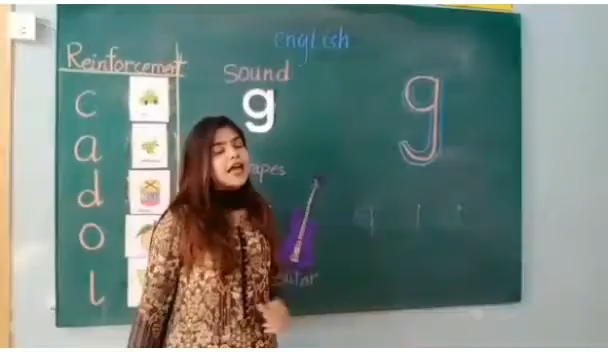 english
Reinforcement
sound
c
g
g
a
d
o
l